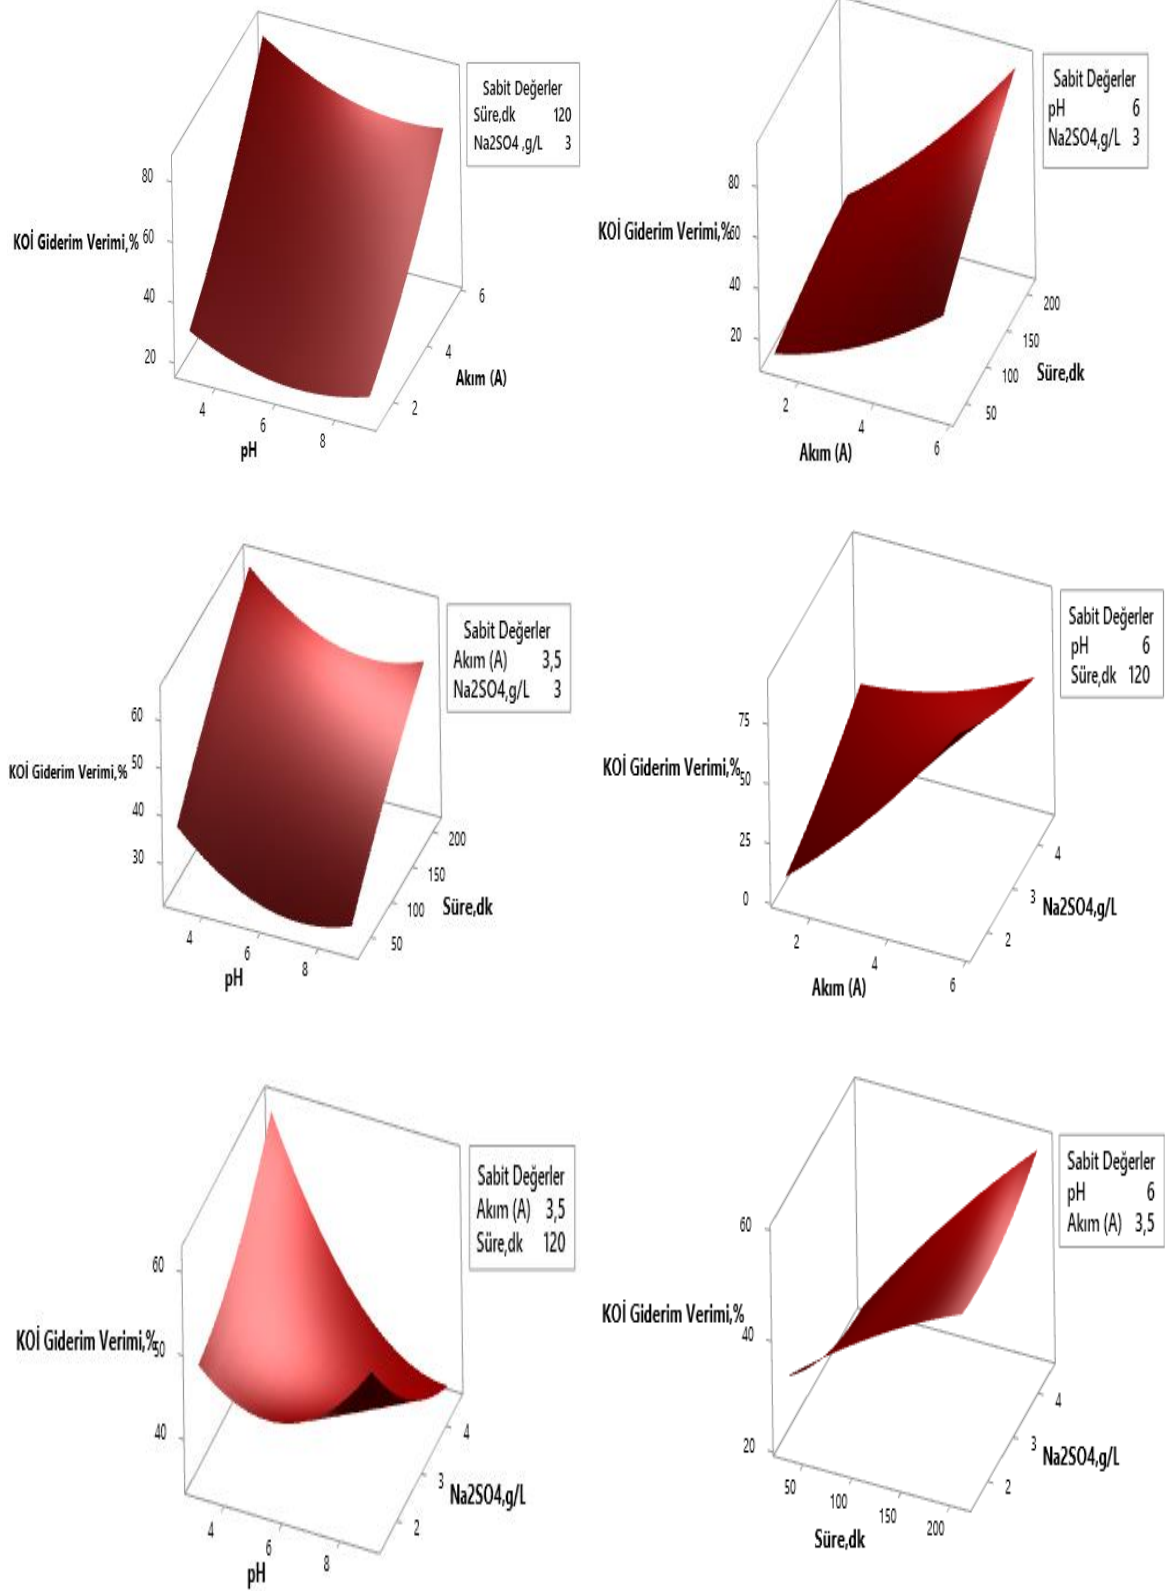 Sabit Değerler
Süre,dk 120
Na2SO4 ,g/L 3
80
60
40
20
KOİ Giderim Verimi,%
4
6
8
pH
2
4
6
Akım (A)
Sabit Değerler
pH 6
Na2SO4,g/L 3
80
60
40
20
KOİ Giderim Verimi,%
2
4
6
Akım (A)
50
100
150
200
Süre,dk
Sabit Değerler
Akım (A) 3,5
Na2SO4,g/L 3
60
50
40
30
KOİ Giderim Verimi,%
4
6
8
pH
50
100
150
200
Süre,dk
Sabit Değerler
pH 6
Süre,dk 120
75
50
25
0
KOİ Giderim Verimi,%
2
4
6
Akım (A)
2
3
4
Na2SO4,g/L
Sabit Değerler
Akım (A) 3,5
Süre,dk 120
60
50
40
KOİ Giderim Verimi,%
4
6
8
pH
2
3
4
Na2SO4,g/L
Sabit Değerler
pH 6
Akım (A) 3,5
60
40
20
KOİ Giderim Verimi,%
50
100
150
200
Süre,dk
2
3
4
Na2SO4,g/L